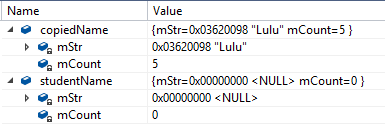 Name Value
copiedName {mStr=0x03620098 "Lulu" mCount=5 }
mStr 0x03620098 "Lulu"
mCount 5
studentName {mStr=0x00000000 <NULL> mCount=0 }
mStr 0x00000000 <NULL>
mCount 0